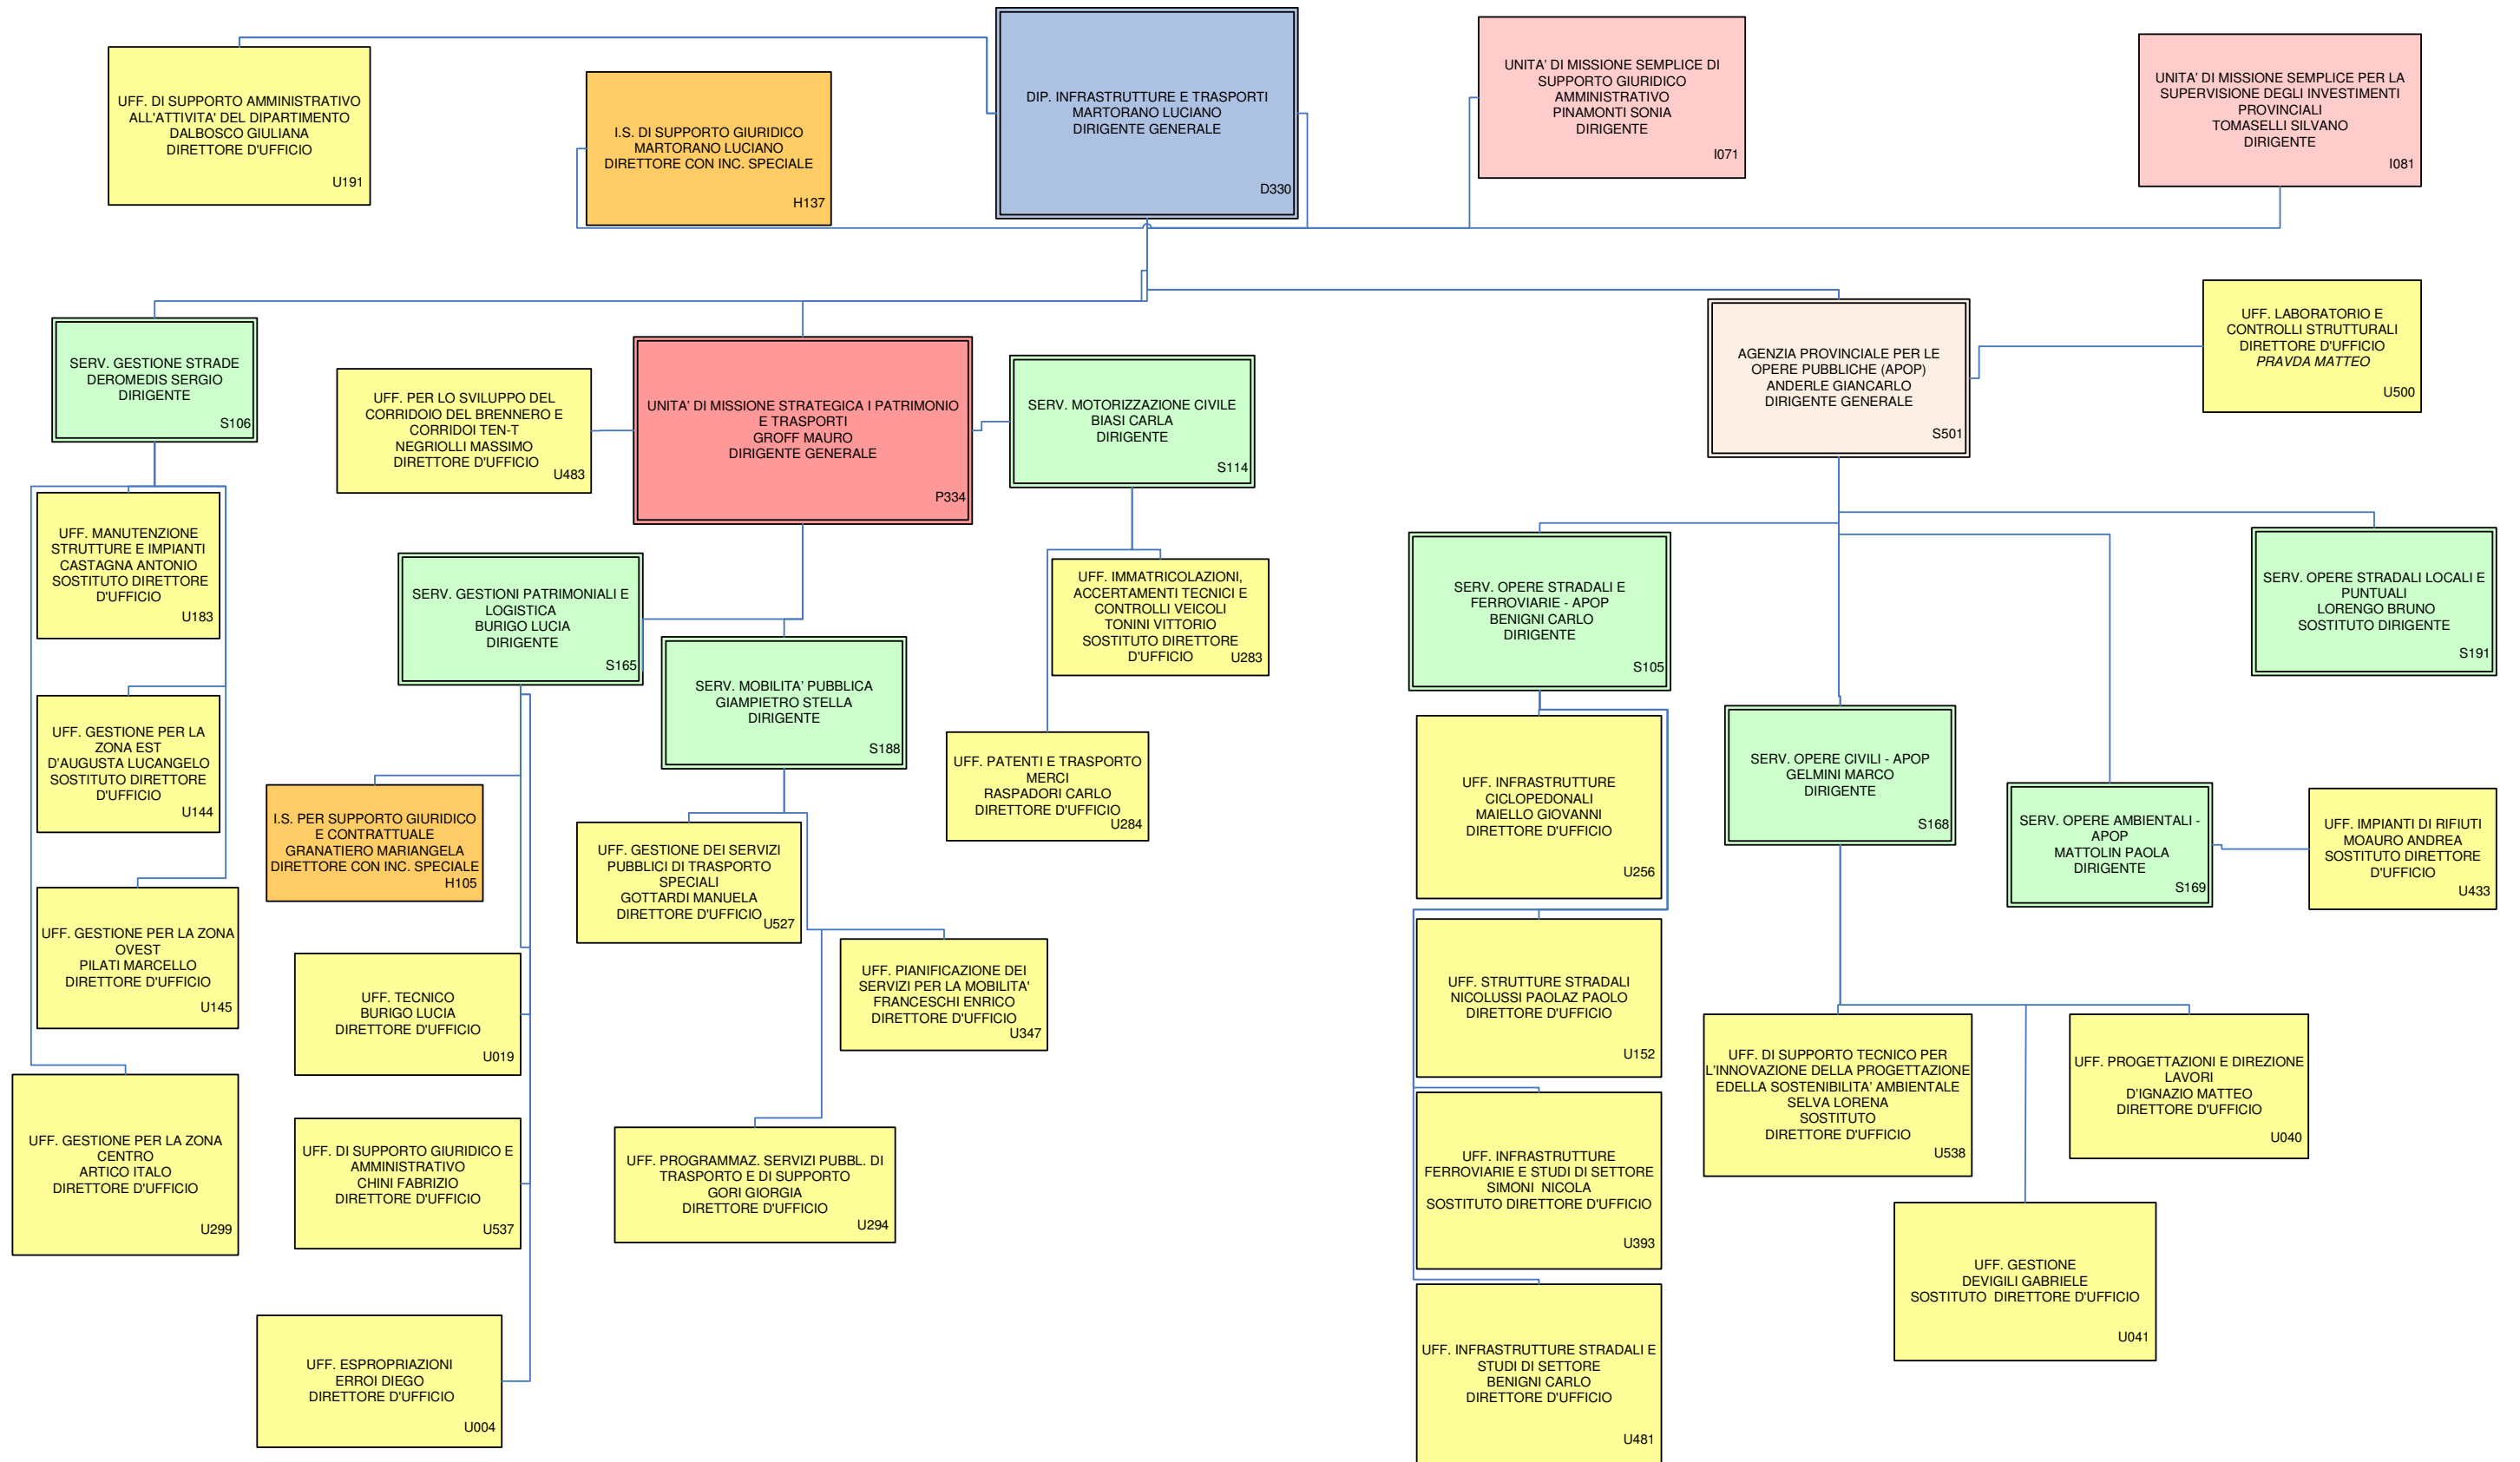 UFF. DI SUPPORTO AMMINISTRATIVO
ALL'ATTIVITA' DEL DIPARTIMENTO
DALBOSCO GIULIANA
DIRETTORE D'UFFICIO
U191
I.S. DI SUPPORTO GIURIDICO
MARTORANO LUCIANO
DIRETTORE CON INC. SPECIALE
H137
DIP. INFRASTRUTTURE E TRASPORTI
MARTORANO LUCIANO
DIRIGENTE GENERALE
D330
UNITA' DI MISSIONE SEMPLICE DI
SUPPORTO GIURIDICO
AMMINISTRATIVO
PINAMONTI SONIA
DIRIGENTE
I071
UNITA' DI MISSIONE SEMPLICE PER LA
SUPERVISIONE DEGLI INVESTIMENTI
PROVINCIALI
TOMASELLI SILVANO
DIRIGENTE
I081
SERV. GESTIONE STRADE
DEROMEDIS SERGIO
DIRIGENTE
S106
UFF. PER LO SVILUPPO DEL
CORRIDOIO DEL BRENNERO E
CORRIDOI TEN-T
NEGRIOLLI MASSIMO
DIRETTORE D'UFFICIO
U483
UNITA' DI MISSIONE STRATEGICA I PATRIMONIO
E TRASPORTI
GROFF MAURO
DIRIGENTE GENERALE
P334
SERV. MOTORIZZAZIONE CIVILE
BIASI CARLA
DIRIGENTE
S114
AGENZIA PROVINCIALE PER LE
OPERE PUBBLICHE (APOP)
ANDERLE GIANCARLO
DIRIGENTE GENERALE
S501
UFF. LABORATORIO E
CONTROLLI STRUTTURALI
DIRETTORE D'UFFICIO
PRAVDA MATTEO
U500
UFF. MANUTENZIONE
STRUTTURE E IMPIANTI
CASTAGNA ANTONIO
SOSTITUTO DIRETTORE
D'UFFICIO
U183
SERV. GESTIONI PATRIMONIALI E
LOGISTICA
BURIGO LUCIA
DIRIGENTE
S165
SERV. MOBILITA' PUBBLICA
GIAMPIETRO STELLA
DIRIGENTE
S188
UFF. IMMATRICOLAZIONI,
ACCERTAMENTI TECNICI E
CONTROLLI VEICOLI
TONINI VITTORIO
SOSTITUTO DIRETTORE
D'UFFICIO
U283
SERV. OPERE STRADALI E
FERROVIARIE - APOP
BENIGNI CARLO
DIRIGENTE
S105
SERV. OPERE STRADALI LOCALI E
PUNTUALI
LORENGO BRUNO
SOSTITUTO DIRIGENTE
S191
UFF. GESTIONE PER LA
ZONA EST
D'AUGUSTA LUCANGELO
SOSTITUTO DIRETTORE
D'UFFICIO
U144
I.S. PER SUPPORTO GIURIDICO
E CONTRATTUALE
GRANATIERO MARIANGELA
DIRETTORE CON INC. SPECIALE
H105
UFF. PATENTI E TRASPORTO
MERCI
RASPADORI CARLO
DIRETTORE D'UFFICIO
U284
UFF. INFRASTRUTTURE
CICLOPEDONALI
MAIELLO GIOVANNI
DIRETTORE D'UFFICIO
U256
SERV. OPERE CIVILI - APOP
GELMINI MARCO
DIRIGENTE
S168
SERV. OPERE AMBIENTALI -
APOP
MATTOLIN PAOLA
DIRIGENTE
S169
UFF. IMPIANTI DI RIFIUTI
MOAURO ANDREA
SOSTITUTO DIRETTORE
D'UFFICIO
U433
UFF. GESTIONE PER LA ZONA
OVEST
PILATI MARCELLO
DIRETTORE D'UFFICIO
U145
UFF. GESTIONE DEI SERVIZI
PUBBLICI DI TRASPORTO
SPECIALI
GOTTARDI MANUELA
DIRETTORE D'UFFICIO
U527
UFF. TECNICO
BURIGO LUCIA
DIRETTORE D'UFFICIO
U019
UFF. PIANIFICAZIONE DEI
SERVIZI PER LA MOBILITA'
FRANCESCHI ENRICO
DIRETTORE D'UFFICIO
U347
UFF. STRUTTURE STRADALI
NICOLUSSI PAOLAZ PAOLO
DIRETTORE D'UFFICIO
U152
UFF. DI SUPPORTO TECNICO PER
L'INNOVAZIONE DELLA PROGETTAZIONE
EDELLA SOSTENIBILITA' AMBIENTALE
SELVA LORENA
SOSTITUTO
DIRETTORE D'UFFICIO
U538
UFF. PROGETTAZIONI E DIREZIONE
LAVORI
D'IGNAZIO MATTEO
DIRETTORE D'UFFICIO
U040
UFF. GESTIONE PER LA ZONA
CENTRO
ARTICO ITALO
DIRETTORE D'UFFICIO
U299
UFF. DI SUPPORTO GIURIDICO E
AMMINISTRATIVO
CHINI FABRIZIO
DIRETTORE D'UFFICIO
U537
UFF. PROGRAMMAZ. SERVIZI PUBBL. DI
TRASPORTO E DI SUPPORTO
GORI GIORGIA
DIRETTORE D'UFFICIO
U294
UFF. INFRASTRUTTURE
FERROVIARIE E STUDI DI SETTORE
SIMONI  NICOLA
SOSTITUTO DIRETTORE D'UFFICIO
U393
UFF. GESTIONE
DEVIGILI GABRIELE
SOSTITUTO  DIRETTORE D'UFFICIO
U041
UFF. ESPROPRIAZIONI
ERROI DIEGO
DIRETTORE D'UFFICIO
U004
UFF. INFRASTRUTTURE STRADALI E
STUDI DI SETTORE
BENIGNI CARLO
DIRETTORE D'UFFICIO
U481